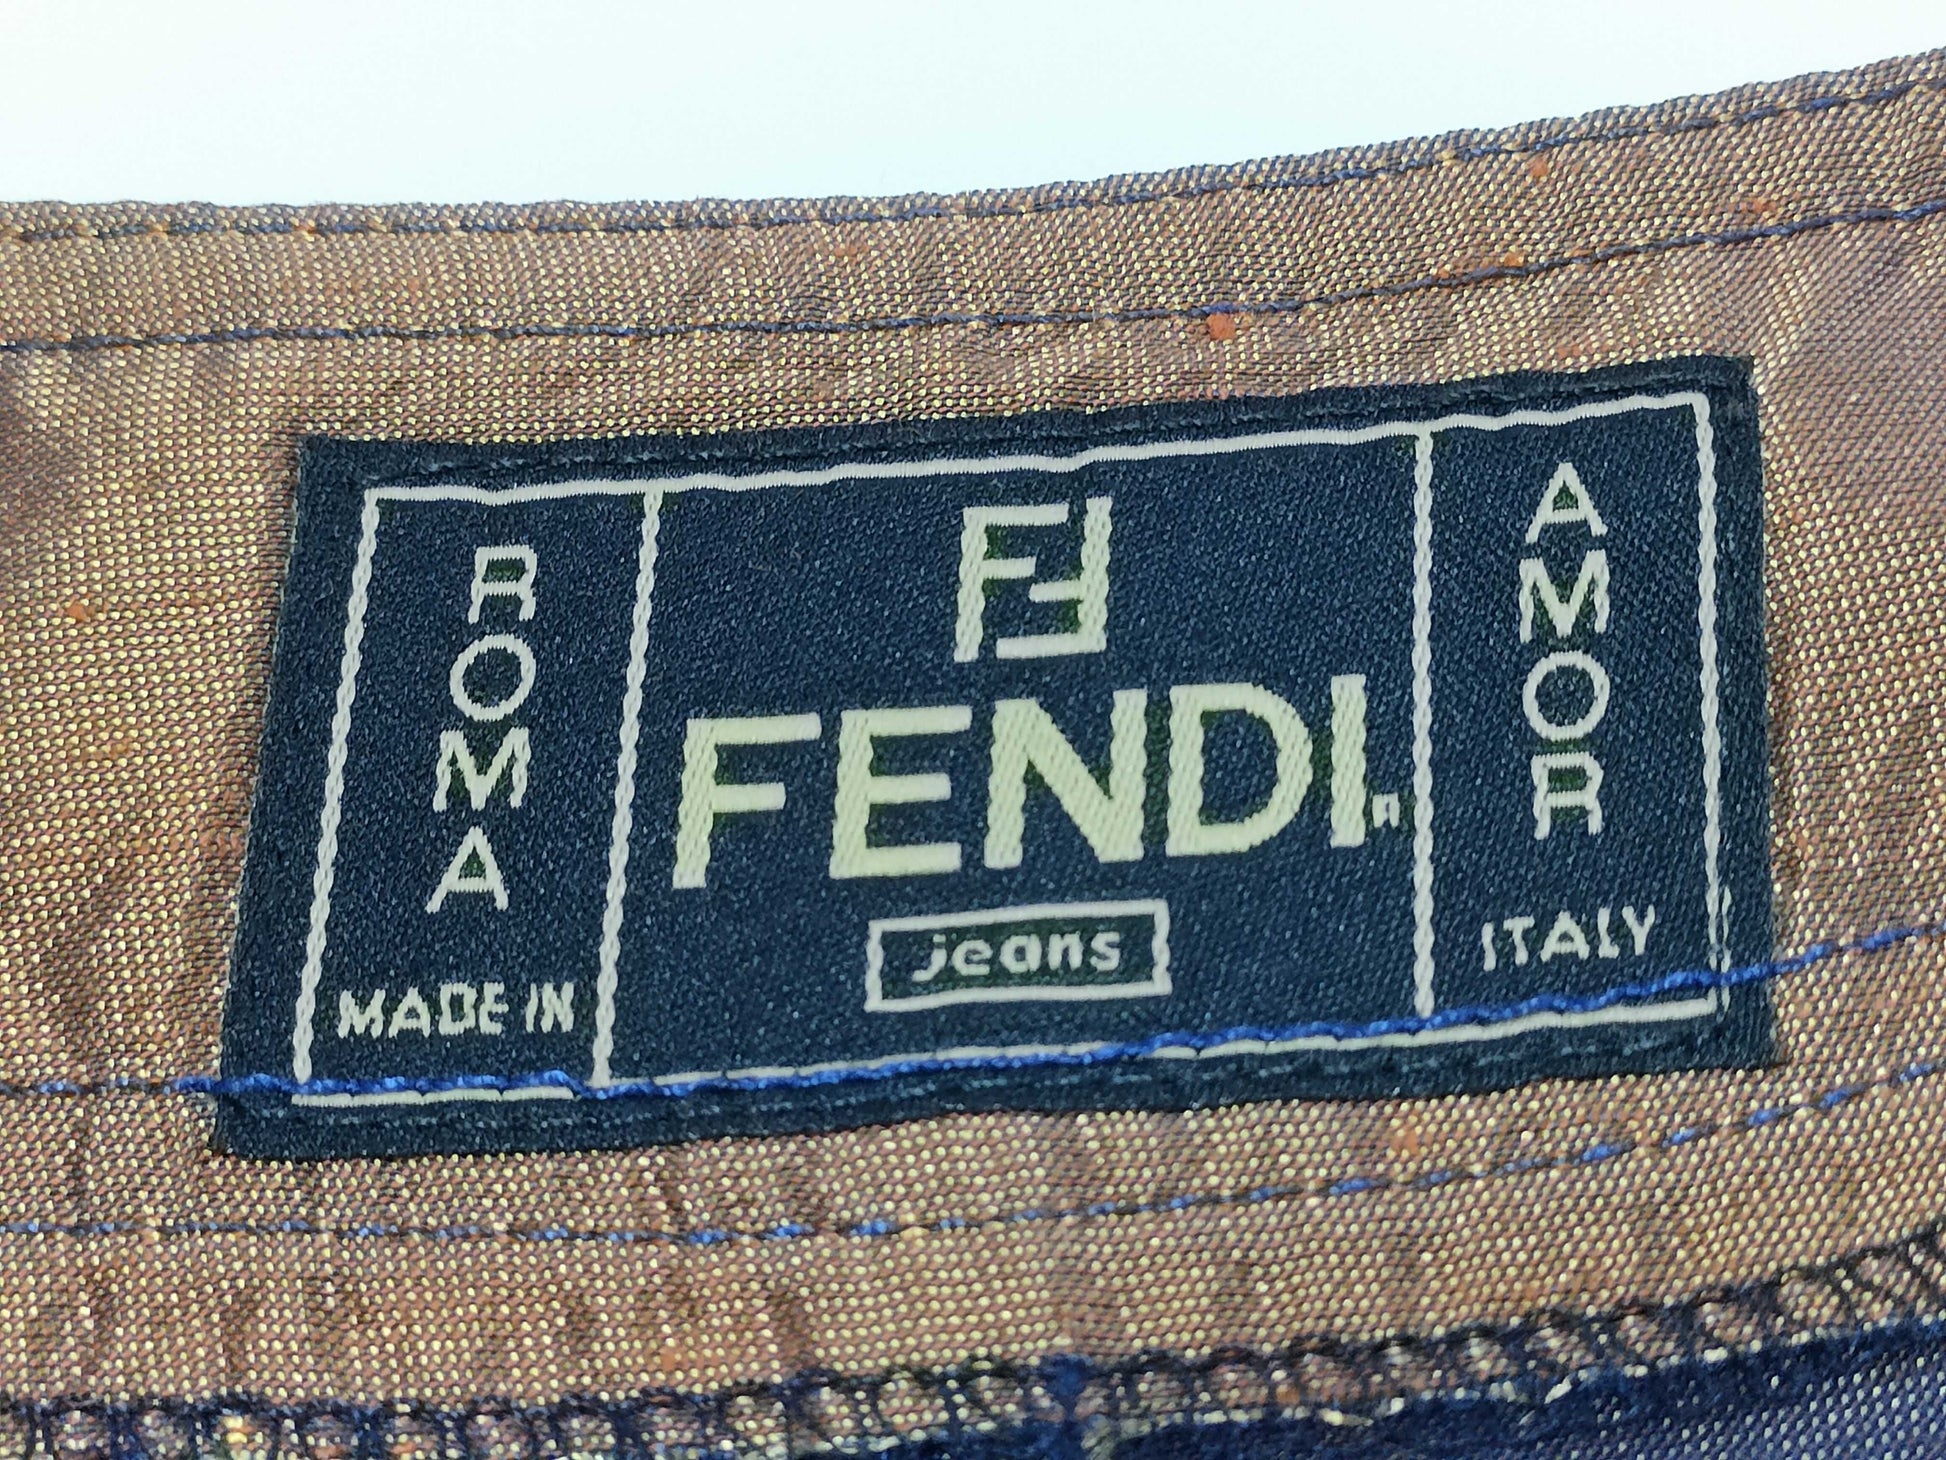 ROMA
MADE IN
FF
FENDI
jeans
AMOR
ITALY